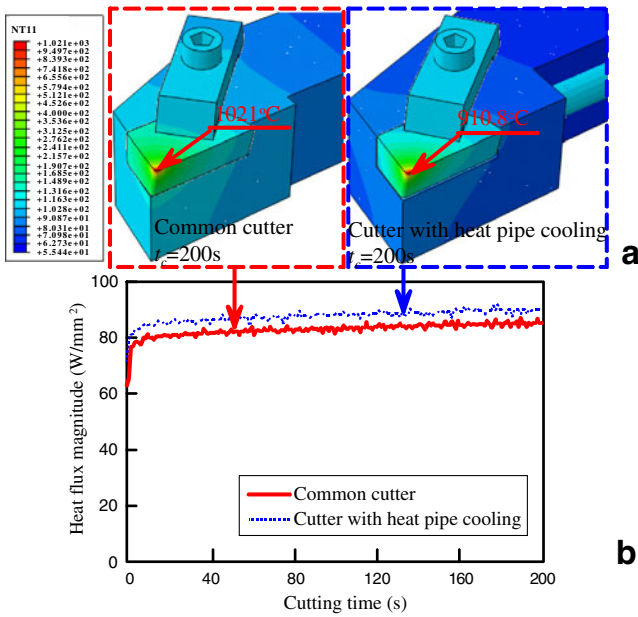 NT11
+1.021e+03
+9.497e+02
+8.393e+02
+7.418e+02
+6.556e+02
+5.794e+02
+5.121e+02
+4.526e+02
+4.000e+02
+3.536e+02
+3.125e+02
+2.762e+02
+2.411e+02
+2.157e+02
+1.907e+02
+1.685e+02
+1.489e+02
+1.316e+02
+1.163e+02
+1.028e+02
+9.087e+01
+8.031e+01
+7.098e+01
+6.273e+01
+5.544e+01
1021°C
Common cutter
t_c=200s
910.8°C
Cutter with heat pipe cooling
t_c=200s
a
Heat flux magnitude (W/mm²)
100
80
60
40
20
0
Common cutter
Cutter with heat pipe cooling
0 40 80 120 160 200
Cutting time (s)
b